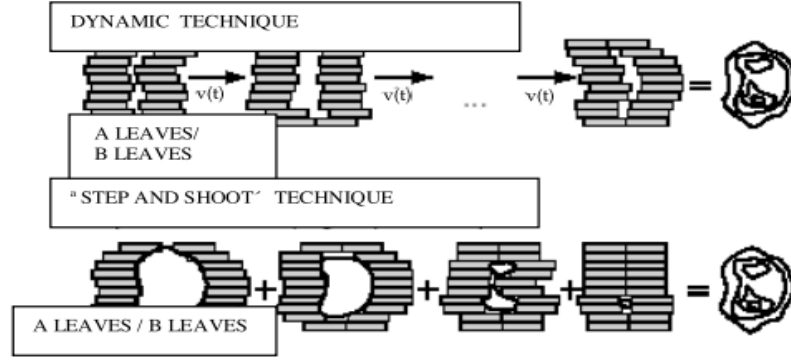 DYNAMIC TECHNIQUE
v(t) v(t) ... v(t) =
A LEAVES/
B LEAVES
ª STEP AND SHOOT´ TECHNIQUE
+ + + =
A LEAVES / B LEAVES